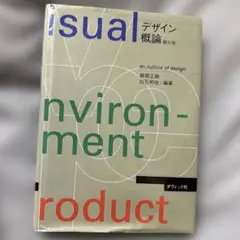 isual
デザイン
概論
an outline of design
nviron-
ment
ダヴィッド社
roduct